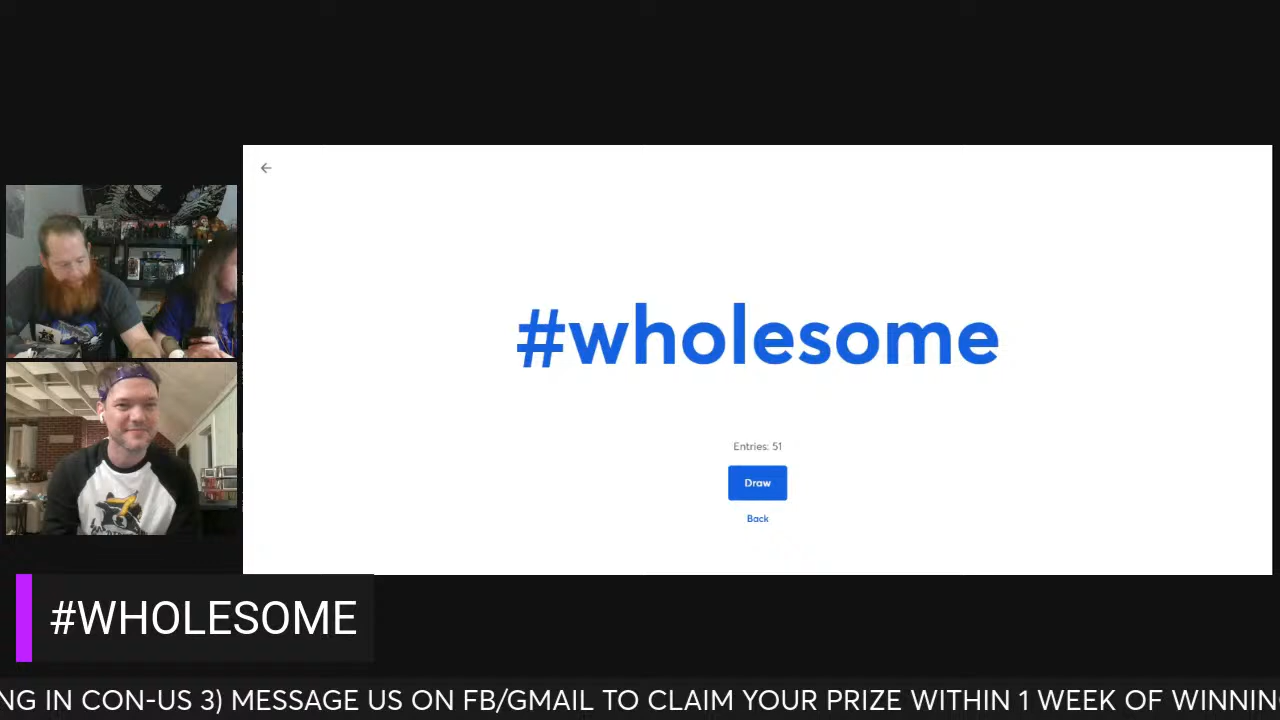 #wholesome
Entries: 51
Draw
Back
#WHOLESOME
NG IN CON-US 3) MESSAGE US ON FB/GMAIL TO CLAIM YOUR PRIZE WITHIN 1 WEEK OF WINNIN